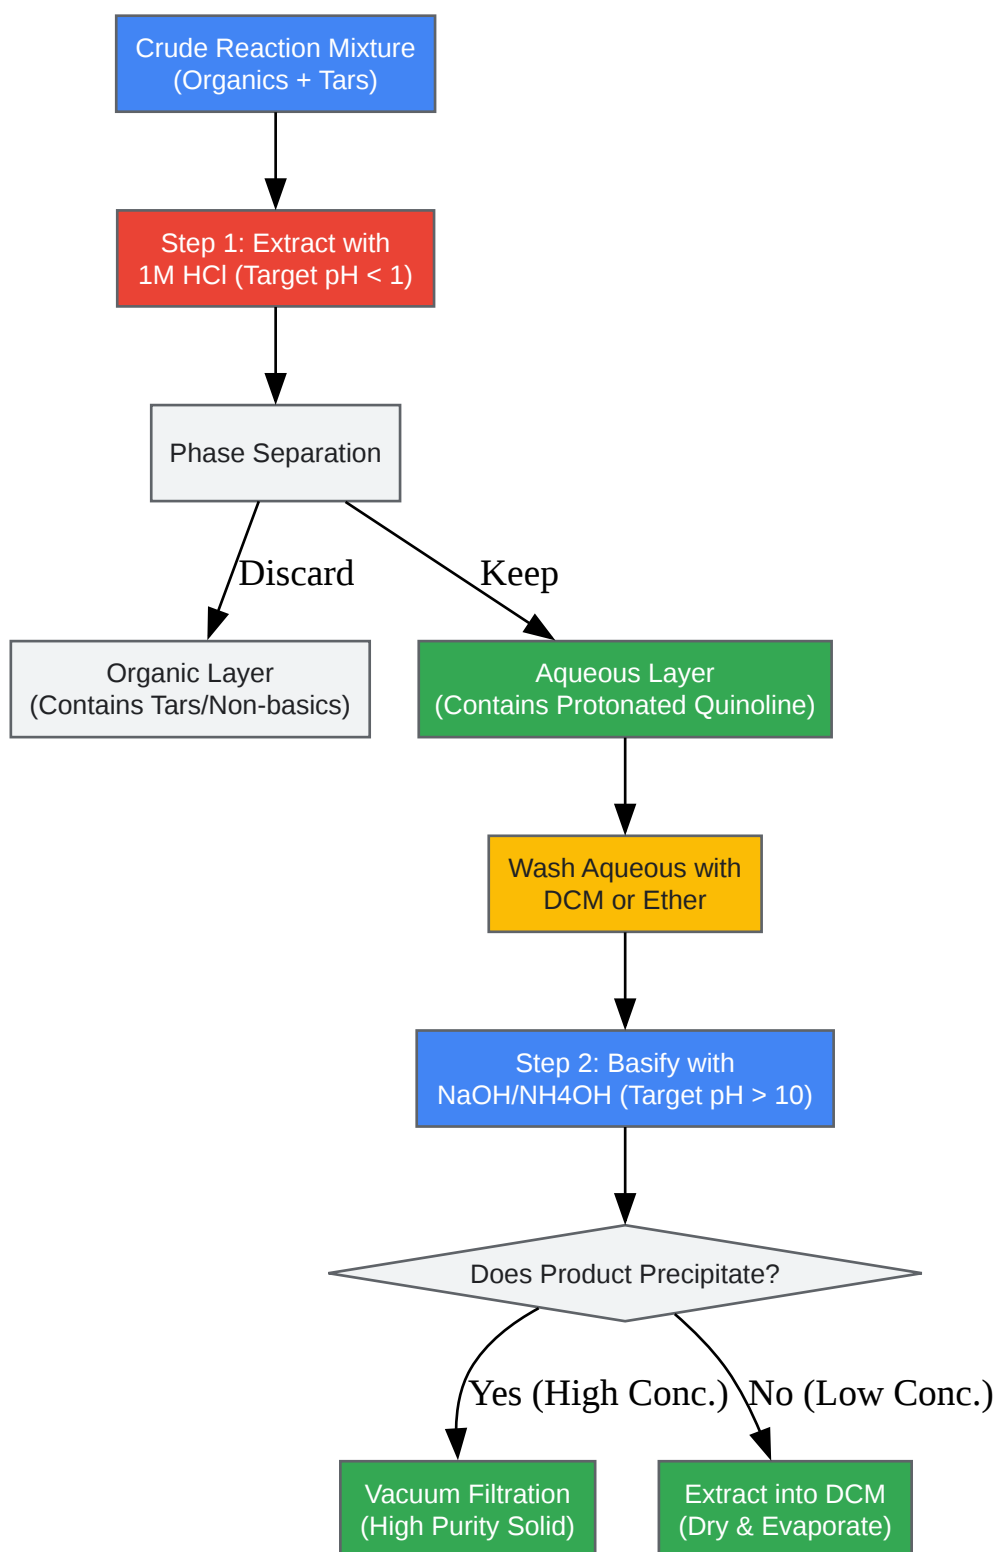 Crude Reaction Mixture
(Organics + Tars)
Step 1: Extract with
1M HCl (Target pH < 1)
Phase Separation
Discard
Keep
Organic Layer
(Contains Tars/Non-basics)
Aqueous Layer
(Contains Protonated Quinoline)
Wash Aqueous with
DCM or Ether
Step 2: Basify with
NaOH/NH4OH (Target pH > 10)
Does Product Precipitate?
Yes (High Conc.)
No (Low Conc.)
Vacuum Filtration
(High Purity Solid)
Extract into DCM
(Dry & Evaporate)